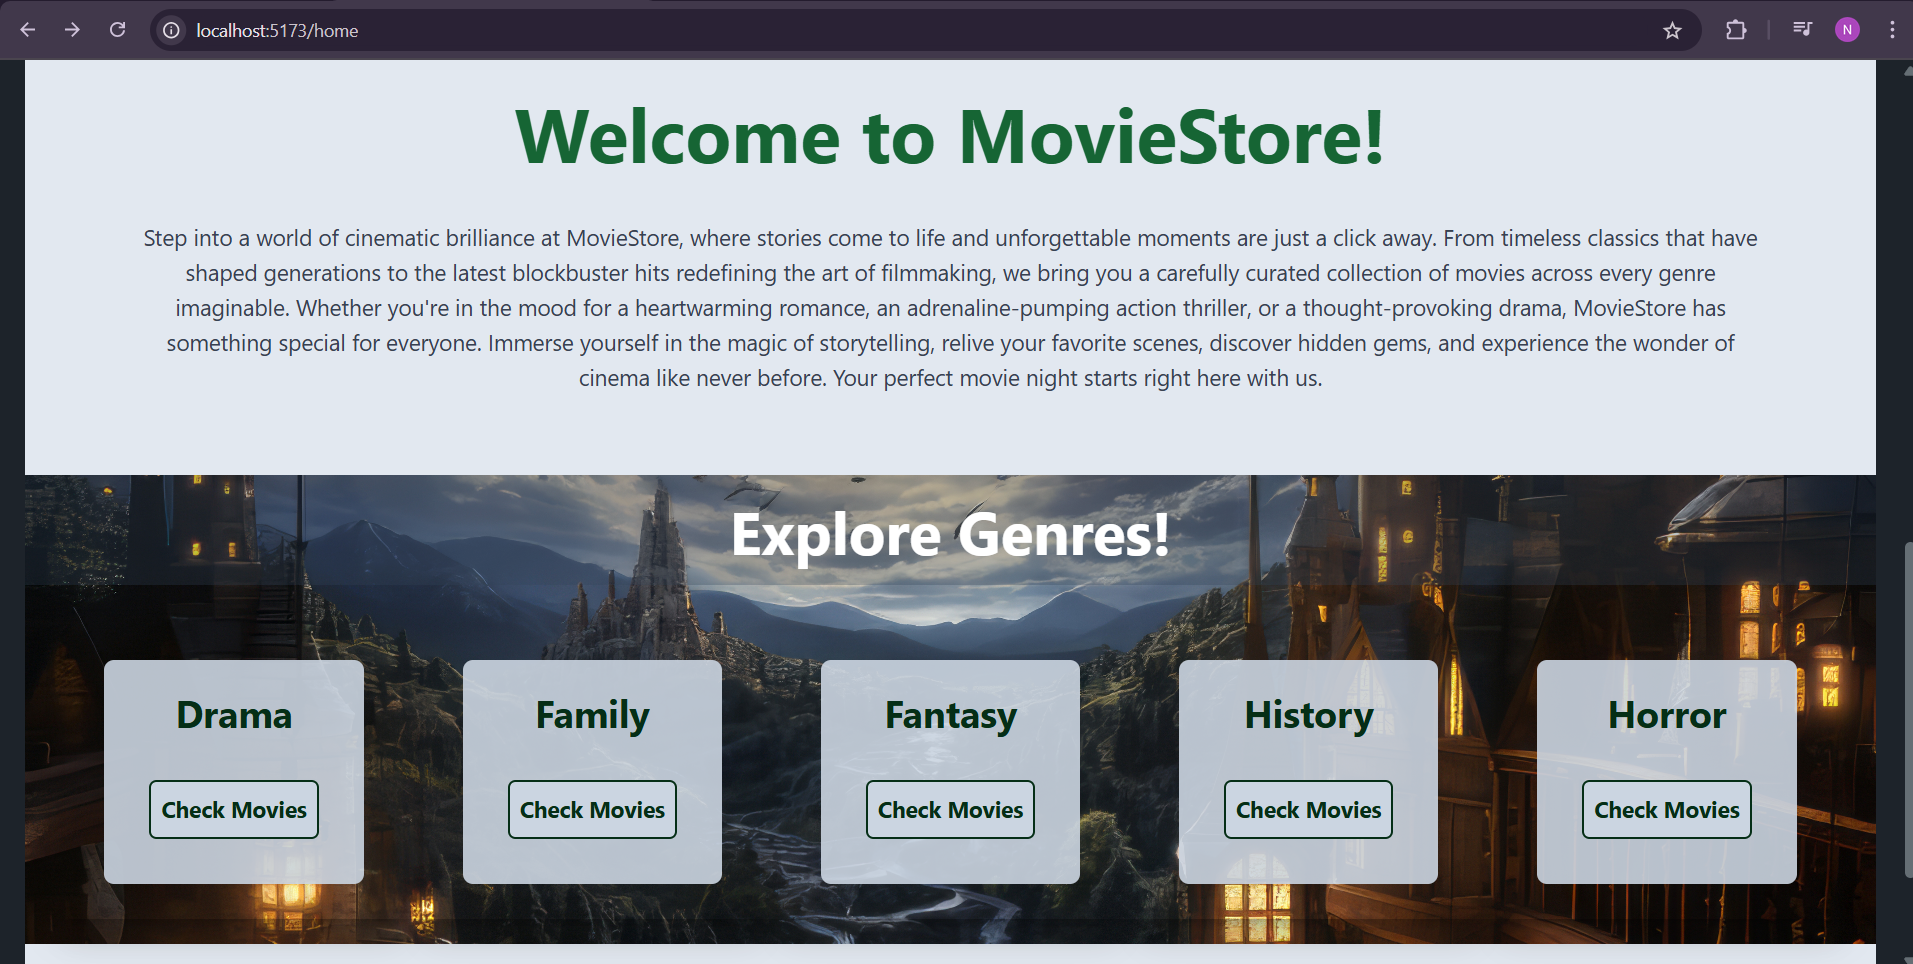 localhost:5173/home
N
Welcome to MovieStore!
Step into a world of cinematic brilliance at MovieStore, where stories come to life and unforgettable moments are just a click away. From timeless classics that have
shaped generations to the latest blockbuster hits redefining the art of filmmaking, we bring you a carefully curated collection of movies across every genre
imaginable. Whether you're in the mood for a heartwarming romance, an adrenaline-pumping action thriller, or a thought-provoking drama, MovieStore has
something special for everyone. Immerse yourself in the magic of storytelling, relive your favorite scenes, discover hidden gems, and experience the wonder of
cinema like never before. Your perfect movie night starts right here with us.
Explore Genres!
Drama
Check Movies
Family
Check Movies
Fantasy
Check Movies
History
Check Movies
Horror
Check Movies